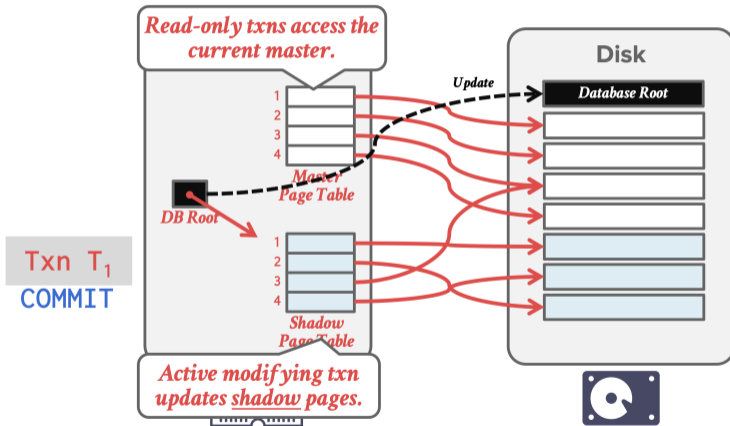 Read-only txns access the
current master.
Disk
Update
Database Root
1
2
3
4
Master
Page Table
DB Root
Txn T₁
COMMIT
1
2
3
4
Shadow
Page Table
Active modifying txn
updates shadow pages.